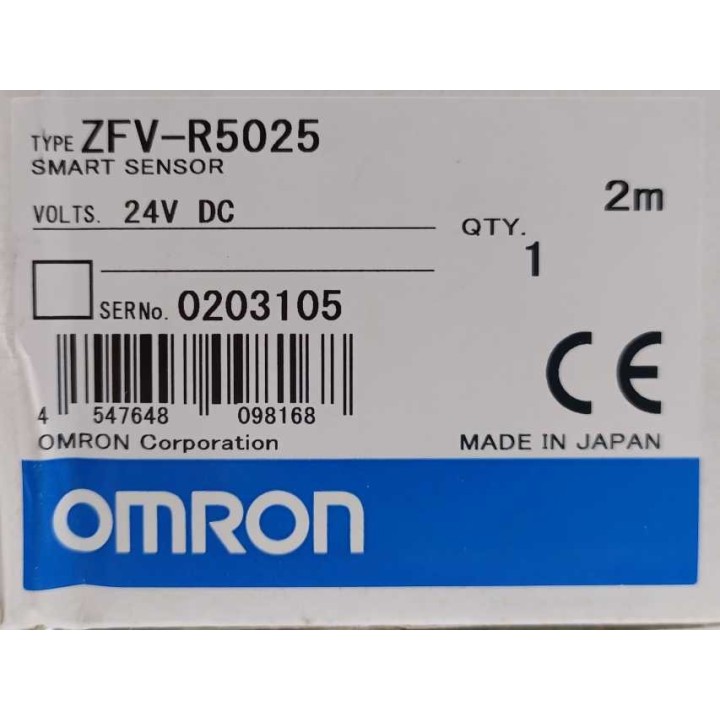 TYPE ZFV-R5025
SMART SENSOR
VOLTS. 24V DC
2m
QTY.
1
SERNo. 0203105
4 547648 098168
CE
OMRON Corporation
MADE IN JAPAN
OMRON